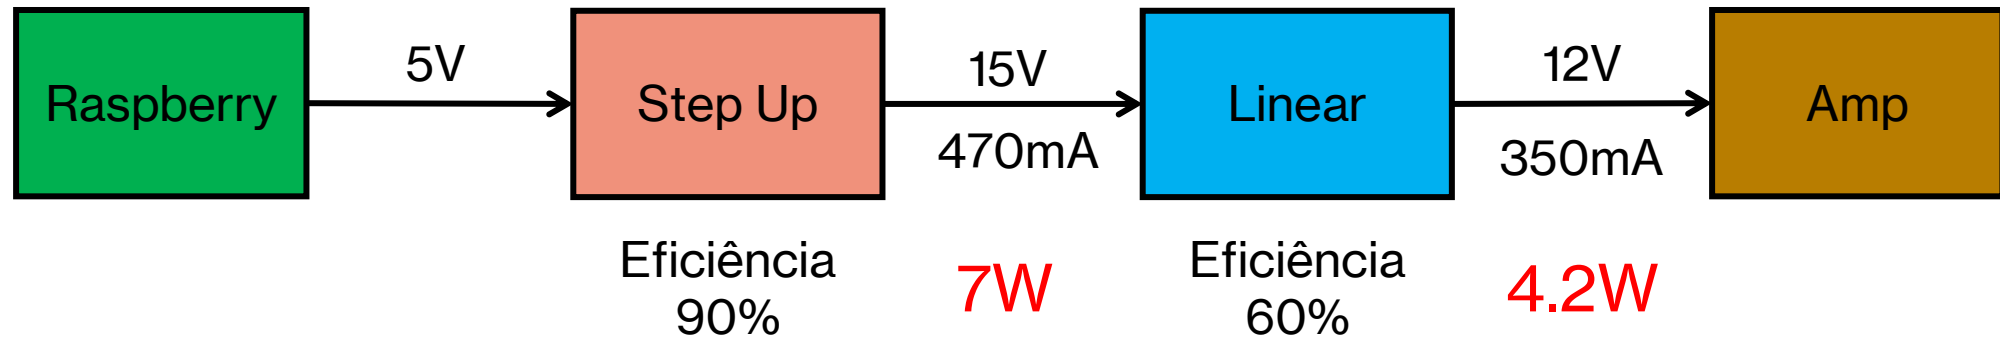 Raspberry
5V
Step Up
15V
470mA
Linear
12V
350mA
Amp
Eficiência
90%
7W
Eficiência
60%
4.2W